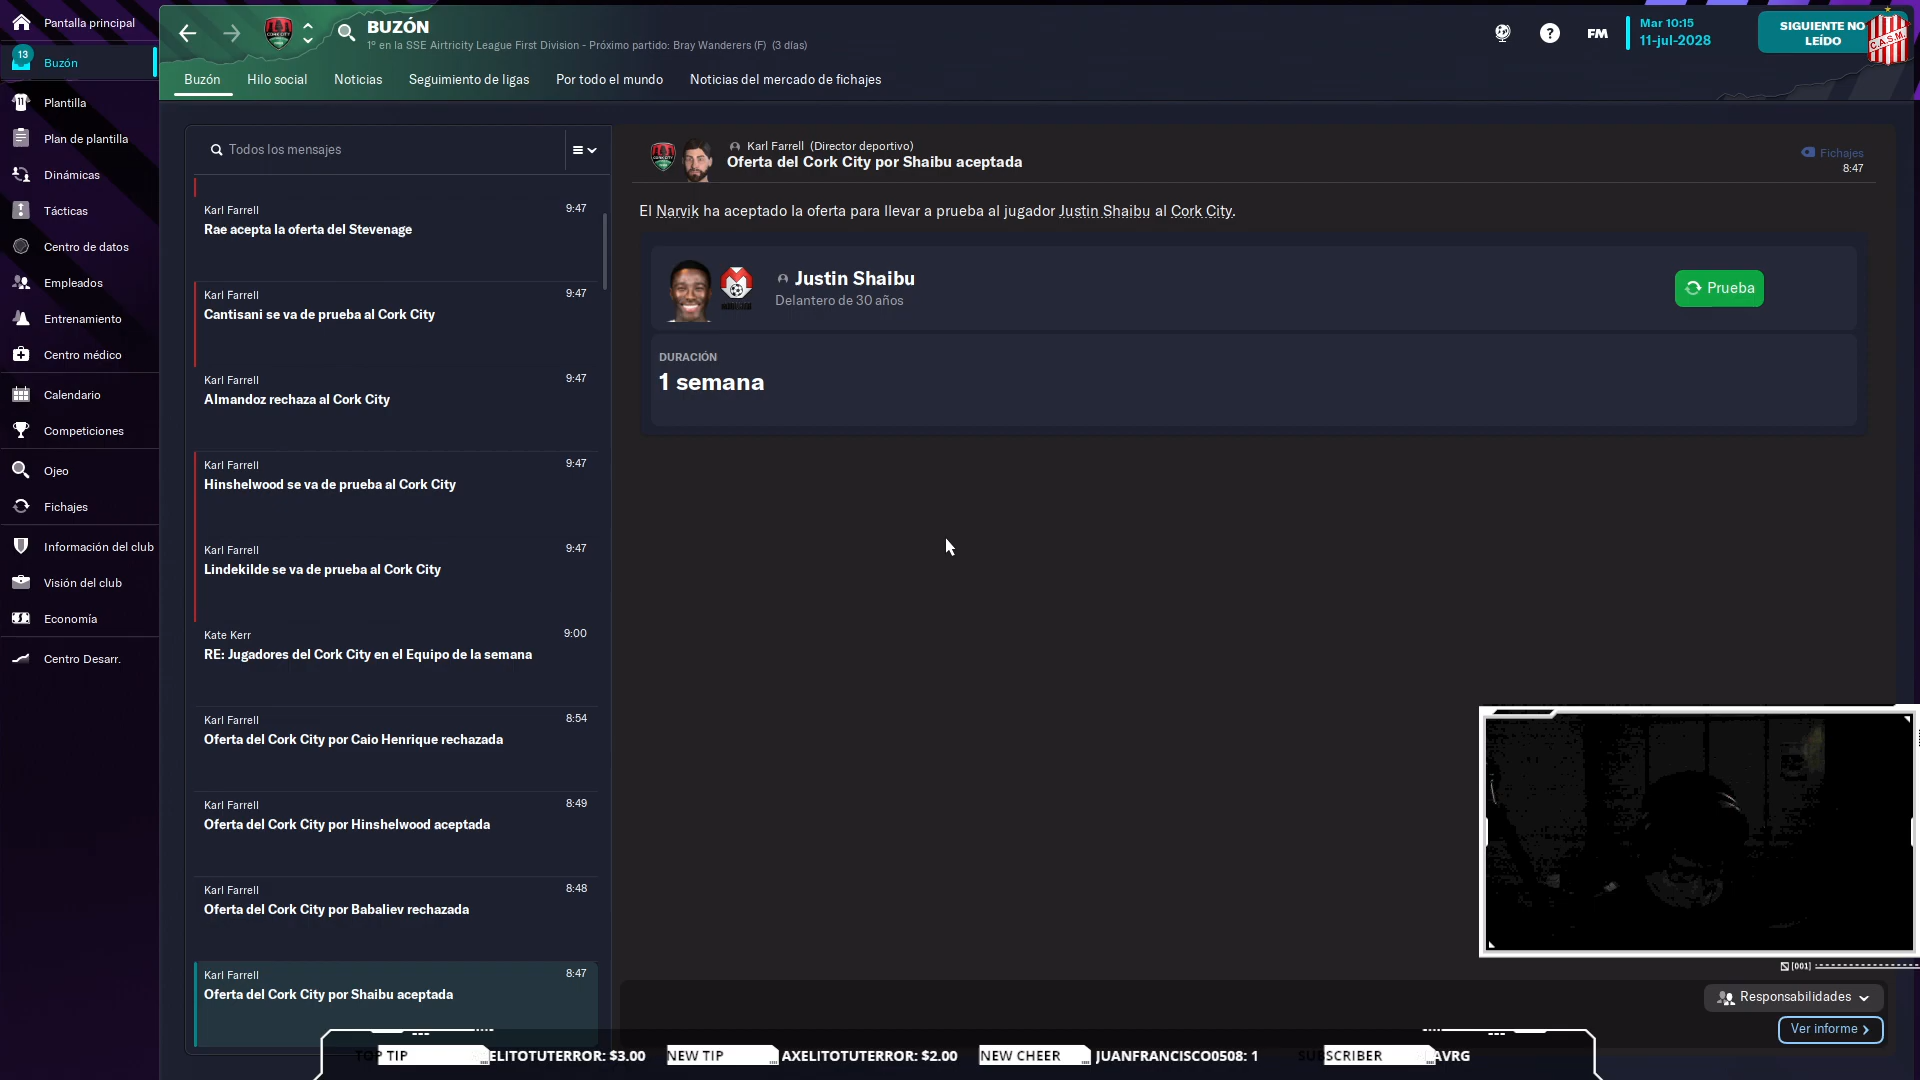 Pantalla principal
13
Buzón
Plantilla
Plan de plantilla
Dinámicas
Tácticas
Centro de datos
Empleados
Entrenamiento
Centro médico
Calendario
Competiciones
Ojeo
Fichajes
Información del club
Visión del club
Economía
Centro Desarr.
BUZÓN
1º en la SSE Airtricity League First Division - Próximo partido: Bray Wanderers (F) (3 días)
FM
Mar 10:15
11-jul-2028
SIGUIENTE NO LEÍDO
C.A.S.M.
Buzón
Hilo social
Noticias
Seguimiento de ligas
Por todo el mundo
Noticias del mercado de fichajes
Todos los mensajes
Karl Farrell 9:47
Rae acepta la oferta del Stevenage
Karl Farrell 9:47
Cantisani se va de prueba al Cork City
Karl Farrell 9:47
Almandoz rechaza al Cork City
Karl Farrell 9:47
Hinshelwood se va de prueba al Cork City
Karl Farrell 9:47
Lindekilde se va de prueba al Cork City
Kate Kerr 9:00
RE: Jugadores del Cork City en el Equipo de la semana
Karl Farrell 8:54
Oferta del Cork City por Caio Henrique rechazada
Karl Farrell 8:49
Oferta del Cork City por Hinshelwood aceptada
Karl Farrell 8:48
Oferta del Cork City por Babaliev rechazada
Karl Farrell 8:47
Oferta del Cork City por Shaibu aceptada
Karl Farrell (Director deportivo)
Oferta del Cork City por Shaibu aceptada
Fichajes
8:47
El Narvik ha aceptado la oferta para llevar a prueba al jugador Justin Shaibu al Cork City.
Justin Shaibu
Delantero de 30 años
Prueba
DURACIÓN
1 semana
[001]
Responsabilidades
Ver informe
TOP TIP
ELITOTUTERROR: $3.00
NEW TIP
AXELITOTUTERROR: $2.00
NEW CHEER
JUANFRANCISCO0508: 1
SUBSCRIBER
AVRG